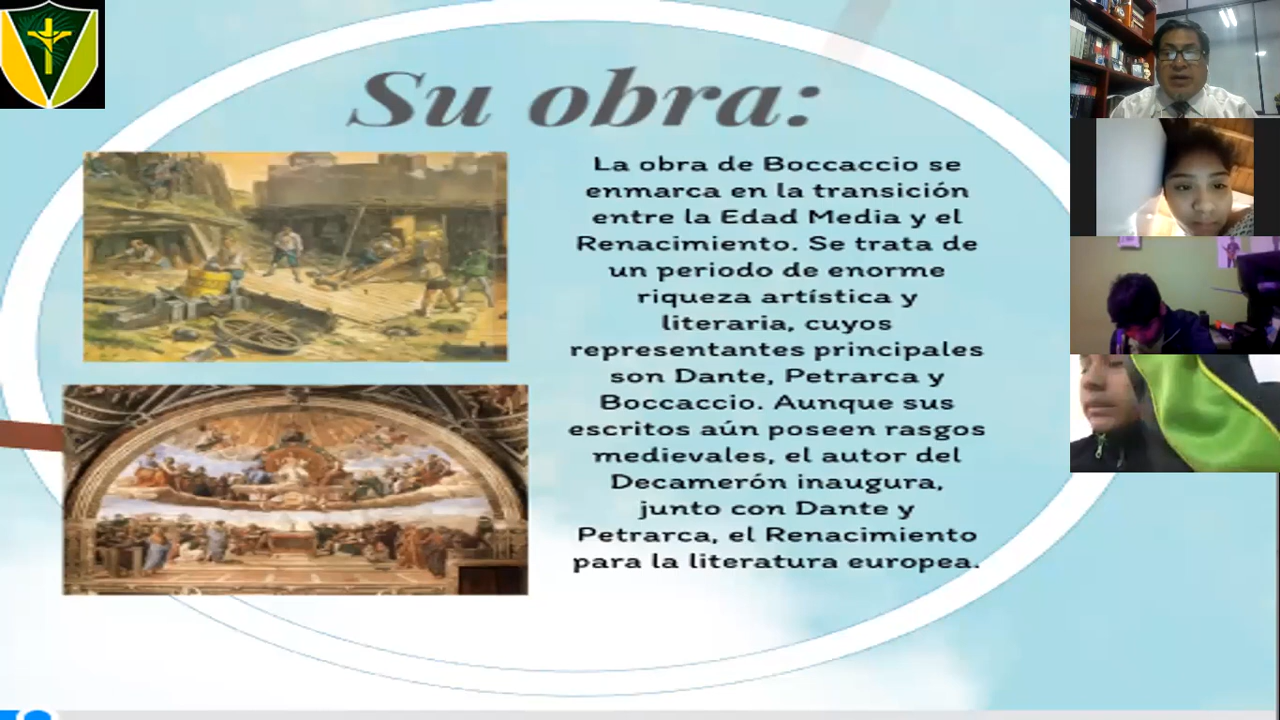 Su obra:
La obra de Boccaccio se
enmarca en la transición
entre la Edad Media y el
Renacimiento. Se trata de
un periodo de enorme
riqueza artística y
literaria, cuyos
representantes principales
son Dante, Petrarca y
Boccaccio. Aunque sus
escritos aún poseen rasgos
medievales, el autor del
Decamerón inaugura,
junto con Dante y
Petrarca, el Renacimiento
para la literatura europea.